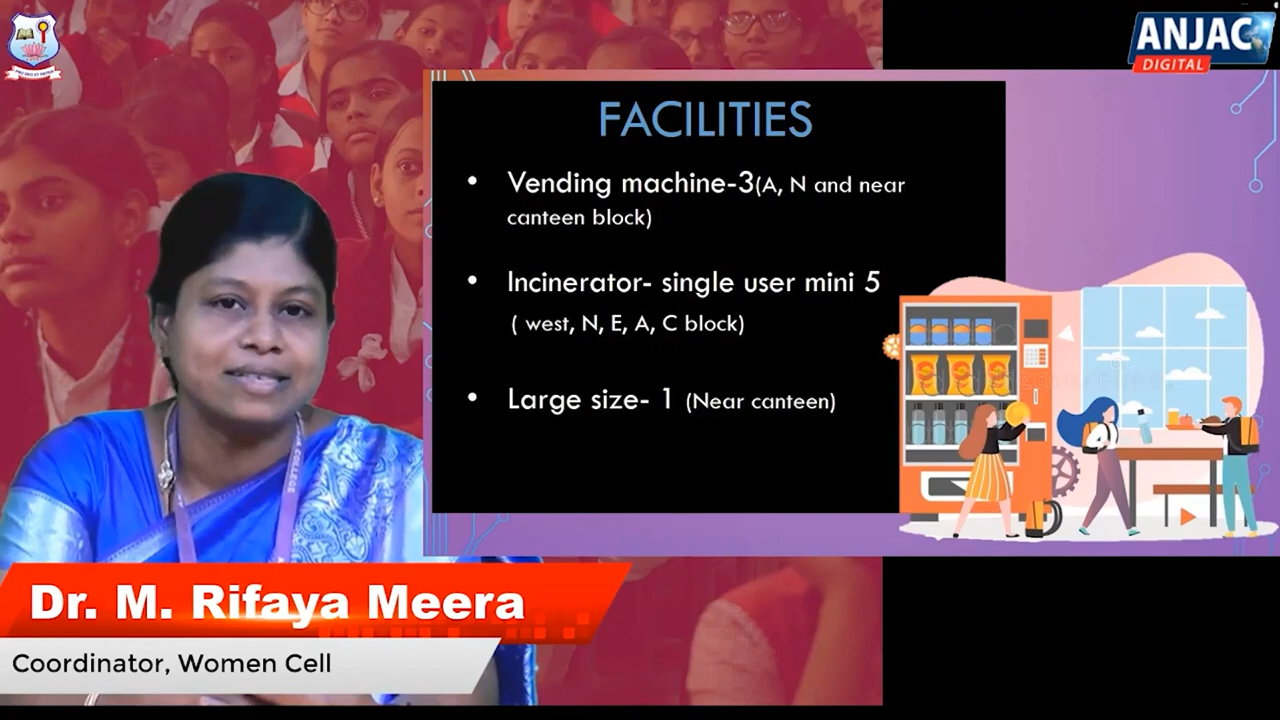 ANJAC
DIGITAL
FACILITIES
• Vending machine-3(A, N and near
canteen block)
• Incinerator- single user mini 5
( west, N, E, A, C block)
• Large size- 1 (Near canteen)
COLLEGE
Dr. M. Rifaya Meera
Coordinator, Women Cell